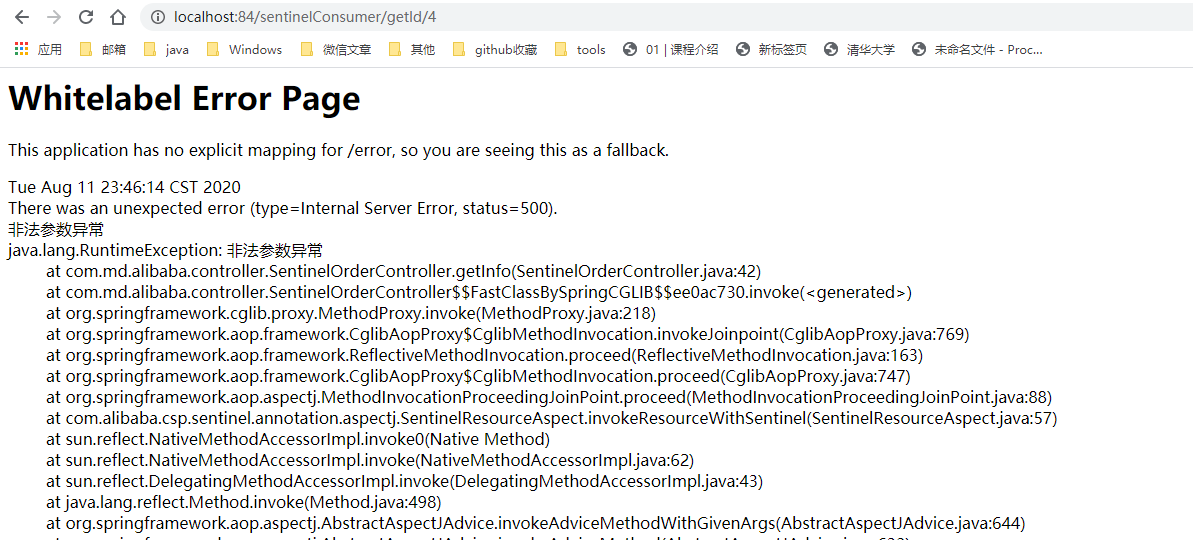 localhost:84/sentinelConsumer/getId/4
应用 邮箱 java Windows 微信文章 其他 github收藏 tools 01 | 课程介绍 新标签页 清华大学 未命名文件 - Proc...
Whitelabel Error Page
This application has no explicit mapping for /error, so you are seeing this as a fallback.
Tue Aug 11 23:46:14 CST 2020
There was an unexpected error (type=Internal Server Error, status=500).
非法参数异常
java.lang.RuntimeException: 非法参数异常
at com.md.alibaba.controller.SentinelOrderController.getInfo(SentinelOrderController.java:42)
at com.md.alibaba.controller.SentinelOrderController$$FastClassBySpringCGLIB$$ee0ac730.invoke(<generated>)
at org.springframework.cglib.proxy.MethodProxy.invoke(MethodProxy.java:218)
at org.springframework.aop.framework.CglibAopProxy$CglibMethodInvocation.invokeJoinpoint(CglibAopProxy.java:769)
at org.springframework.aop.framework.ReflectiveMethodInvocation.proceed(ReflectiveMethodInvocation.java:163)
at org.springframework.aop.framework.CglibAopProxy$CglibMethodInvocation.proceed(CglibAopProxy.java:747)
at org.springframework.aop.aspectj.MethodInvocationProceedingJoinPoint.proceed(MethodInvocationProceedingJoinPoint.java:88)
at com.alibaba.csp.sentinel.annotation.aspectj.SentinelResourceAspect.invokeResourceWithSentinel(SentinelResourceAspect.java:57)
at sun.reflect.NativeMethodAccessorImpl.invoke0(Native Method)
at sun.reflect.NativeMethodAccessorImpl.invoke(NativeMethodAccessorImpl.java:62)
at sun.reflect.DelegatingMethodAccessorImpl.invoke(DelegatingMethodAccessorImpl.java:43)
at java.lang.reflect.Method.invoke(Method.java:498)
at org.springframework.aop.aspectj.AbstractAspectJAdvice.invokeAdviceMethodWithGivenArgs(AbstractAspectJAdvice.java:644)